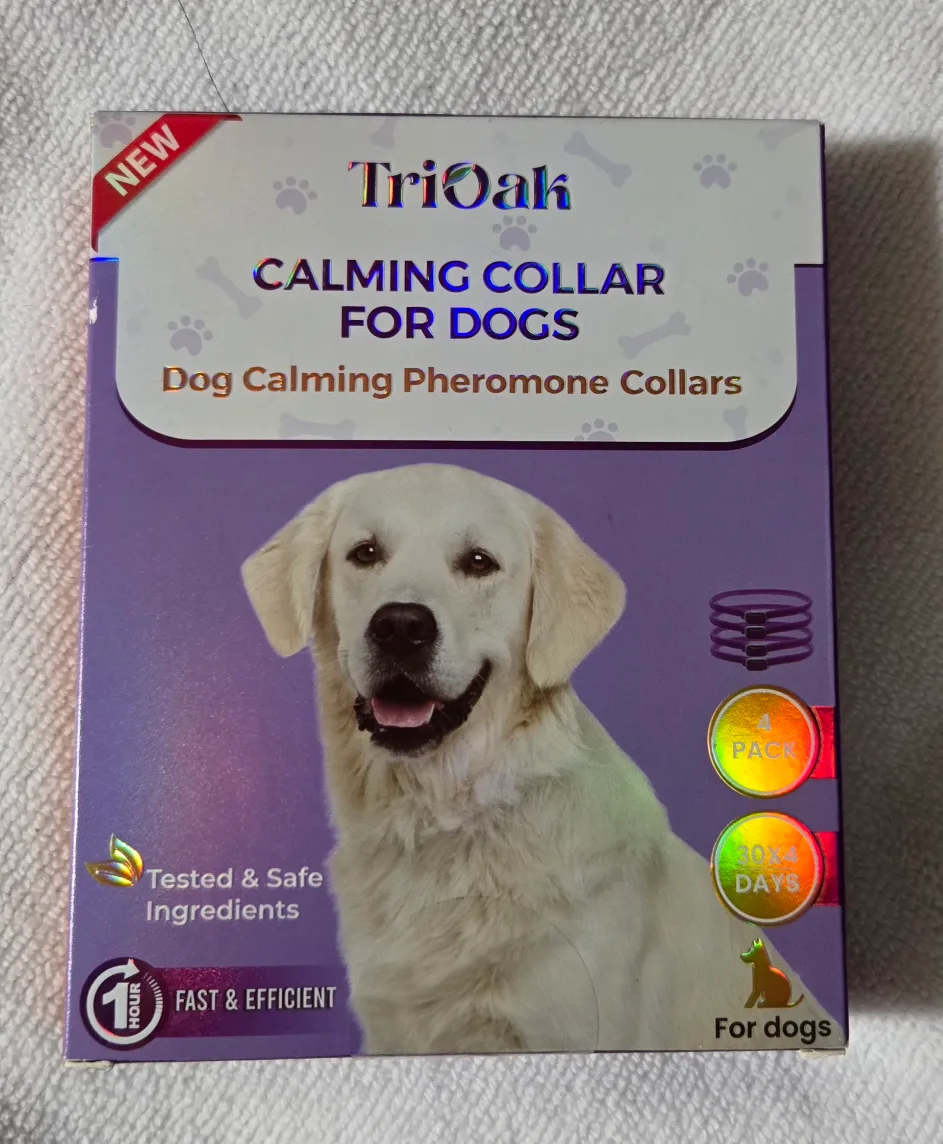 NEW
TriOak
CALMING COLLAR
FOR DOGS
Dog Calming Pheromone Collars
4
PACK
30X4
DAYS
Tested & Safe
Ingredients
1
HOUR
FAST & EFFICIENT
For dogs